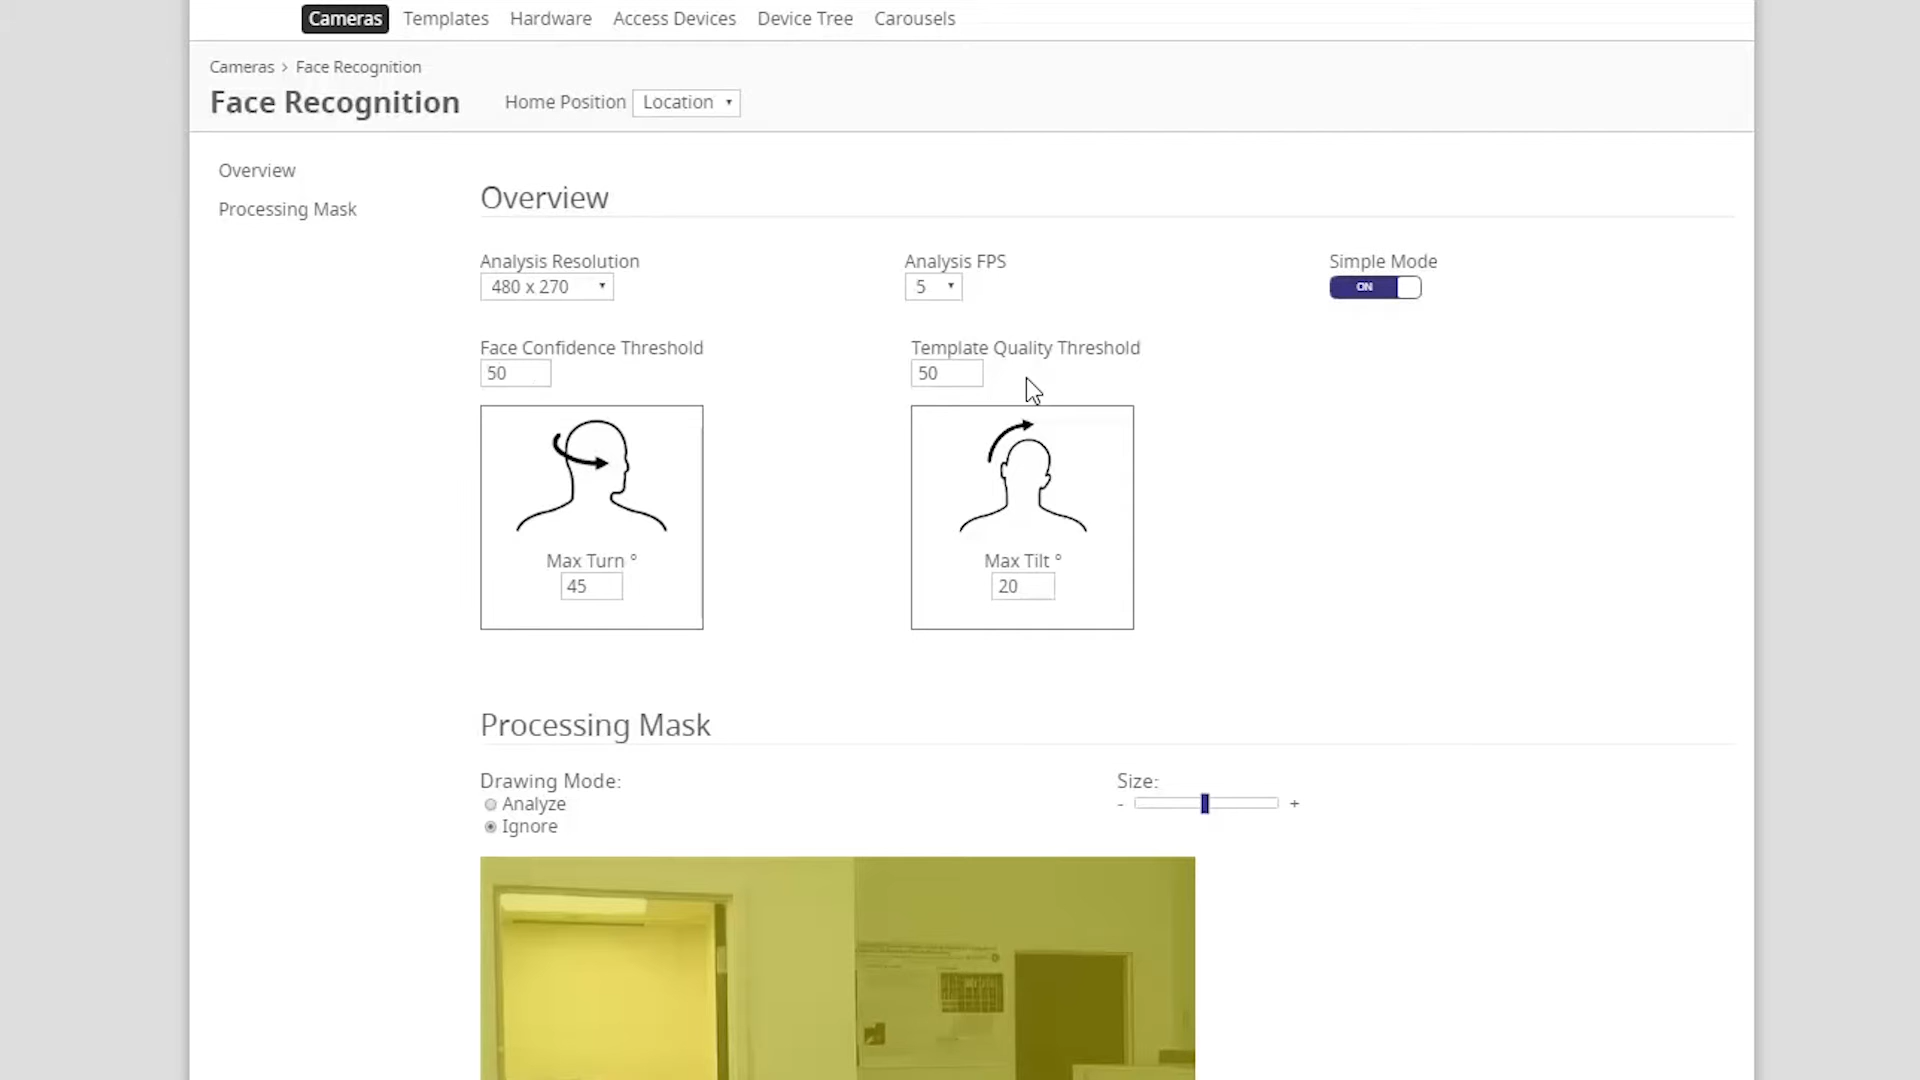 Cameras Templates Hardware Access Devices Device Tree Carousels
Cameras › Face Recognition
Face Recognition Home Position Location
Overview
Processing Mask
Overview
Analysis Resolution Analysis FPS Simple Mode
480 x 270 5 ON
Face Confidence Threshold Template Quality Threshold
50 50
Max Turn ° Max Tilt °
45 20
Processing Mask
Drawing Mode: Size:
Analyze - +
Ignore